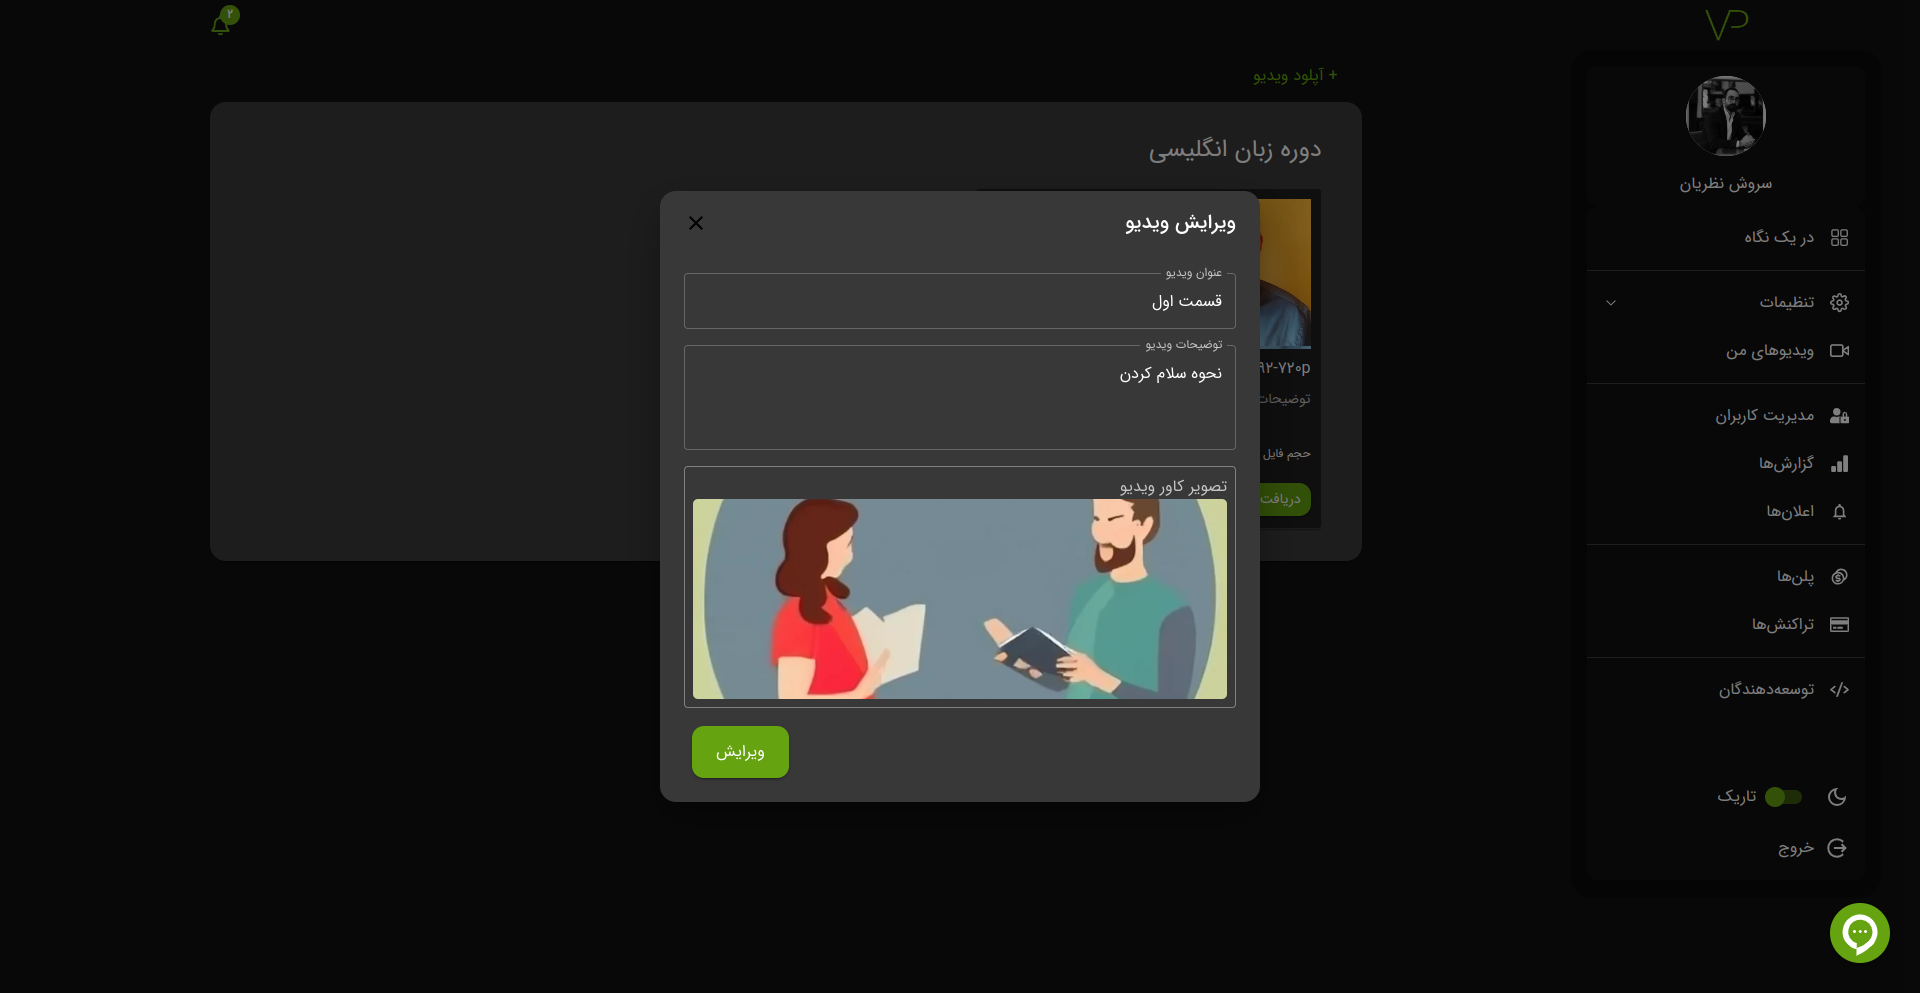 VP
۲
سروش نظریان
در یک نگاه
تنظیمات
ویدیوهای من
مدیریت کاربران
گزارش‌ها
اعلان‌ها
پلن‌ها
تراکنش‌ها
توسعه‌دهندگان
تاریک
خروج
+ آپلود ویدیو
دوره زبان انگلیسی
۹۲-۷۲۰p
توضیحات
حجم فایل
دریافت
ویرایش ویدیو
عنوان ویدیو
قسمت اول
توضیحات ویدیو
نحوه سلام کردن
تصویر کاور ویدیو
ویرایش